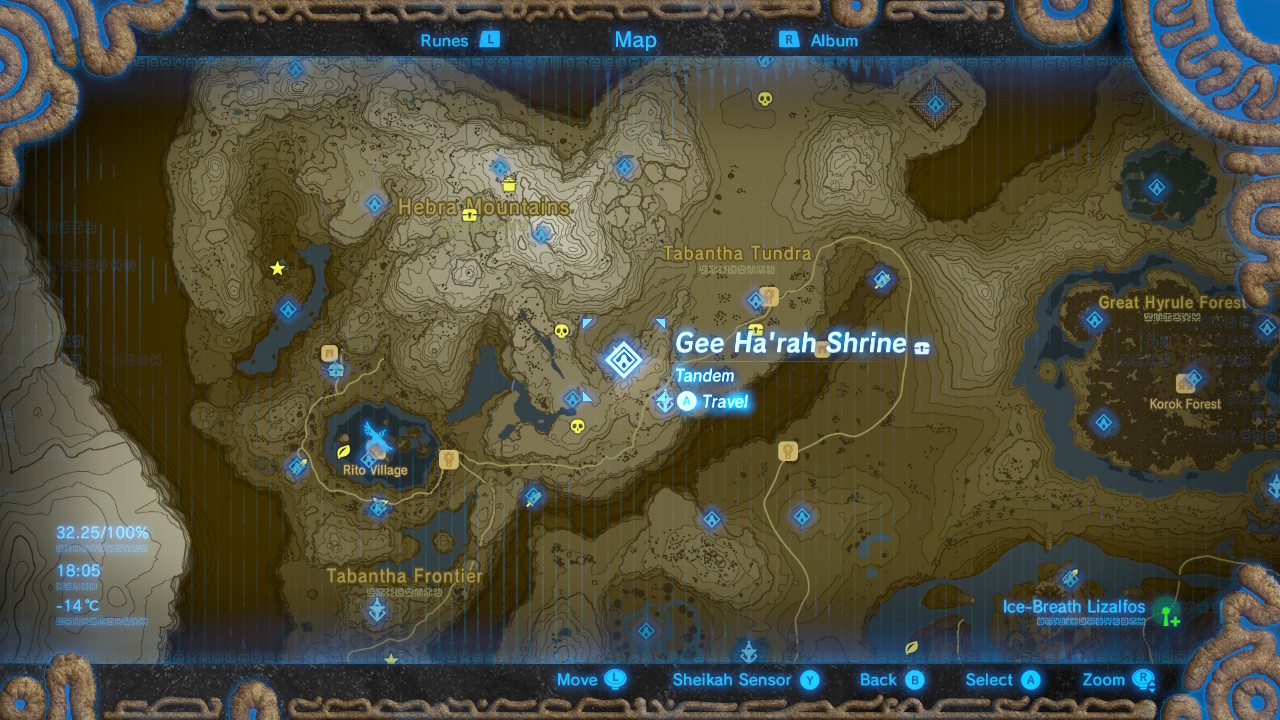 Runes L
Map
R Album
Hebra Mountains
Tabantha Tundra
Great Hyrule Forest
Gee Ha'rah Shrine
Tandem
A Travel
Korok Forest
Rito Village
32.25/100%
18:05
-14°C
Tabantha Frontier
Ice-Breath Lizalfos
Move L
Sheikah Sensor Y
Back B
Select A
Zoom R